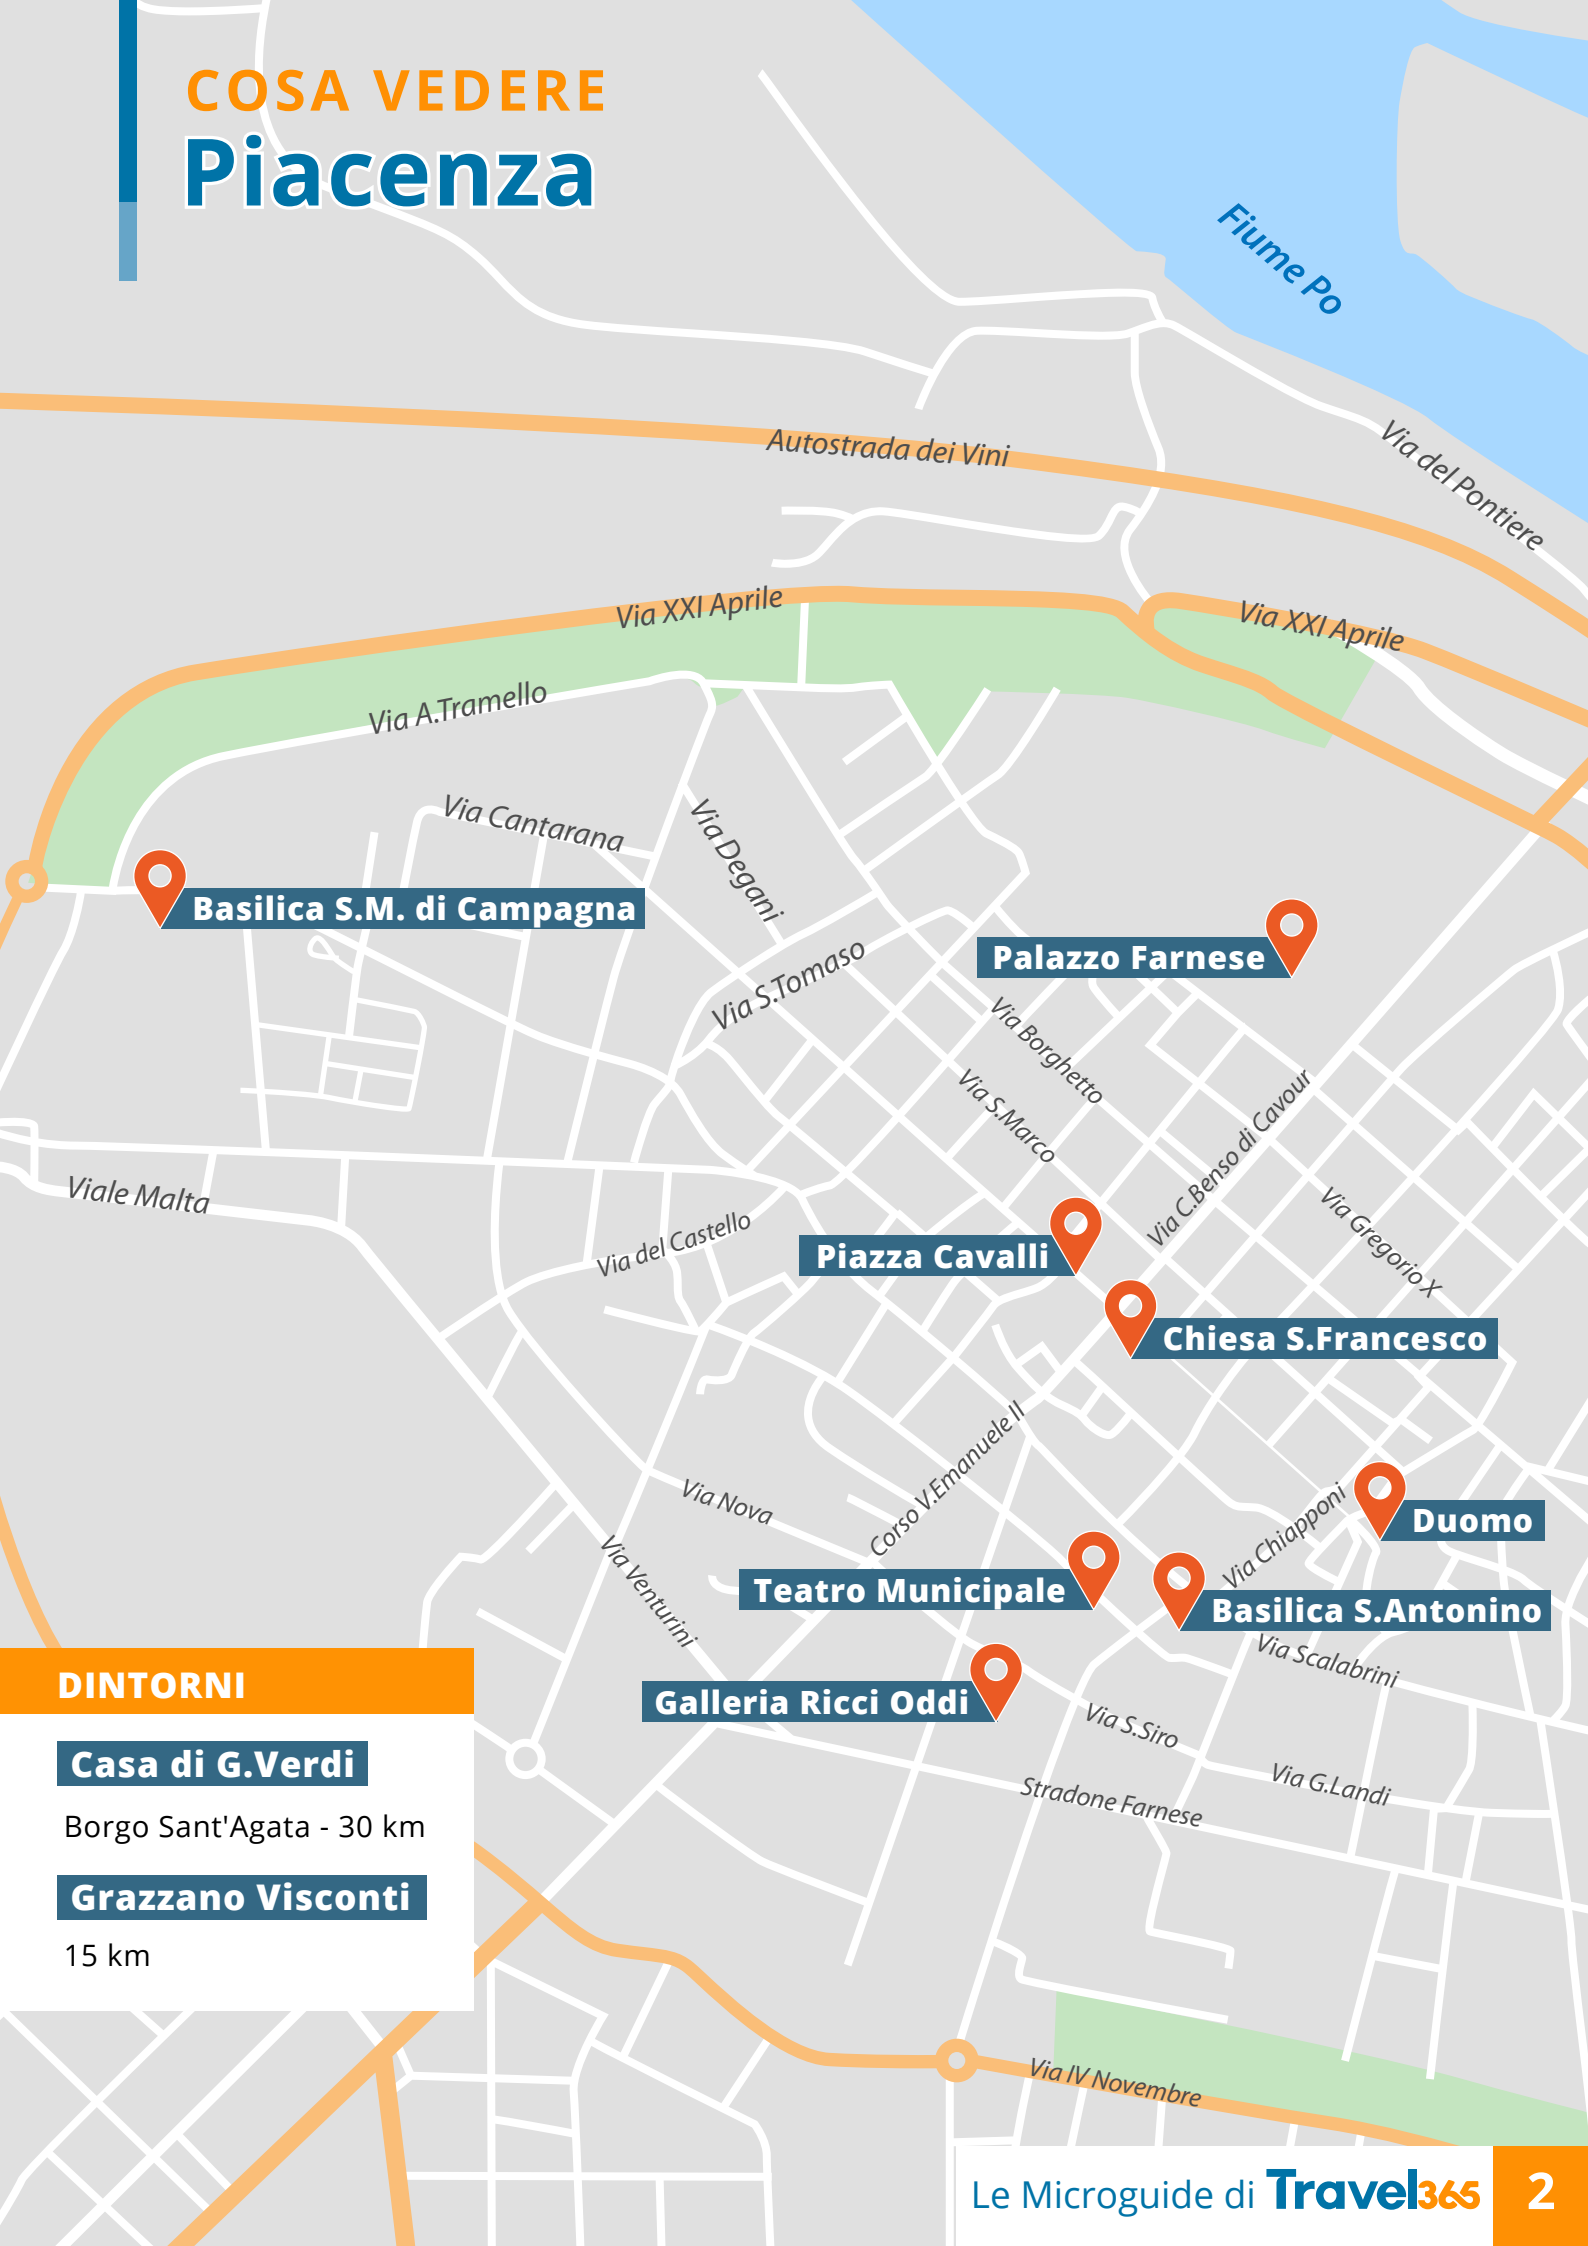 COSA VEDERE
Piacenza
Fiume Po
Autostrada dei Vini
Via del Pontiere
Via XXI Aprile
Via XXI Aprile
Via A.Tramello
Via Cantarana
Via Degani
Basilica S.M. di Campagna
Palazzo Farnese
Via S.Tomaso
Via Borghetto
Via S.Marco
Via C.Benso di Cavour
Viale Malta
Via Gregorio X
Via del Castello
Piazza Cavalli
Chiesa S.Francesco
Corso V.Emanuele II
Via Nova
Via Chiapponi
Duomo
Via Venturini
Teatro Municipale
Basilica S.Antonino
Via Scalabrini
Galleria Ricci Oddi
Via S.Siro
Via G.Landi
Stradone Farnese
DINTORNI
Casa di G.Verdi
Borgo Sant'Agata - 30 km
Grazzano Visconti
15 km
Via IV Novembre
Le Microguide di Travel365
2